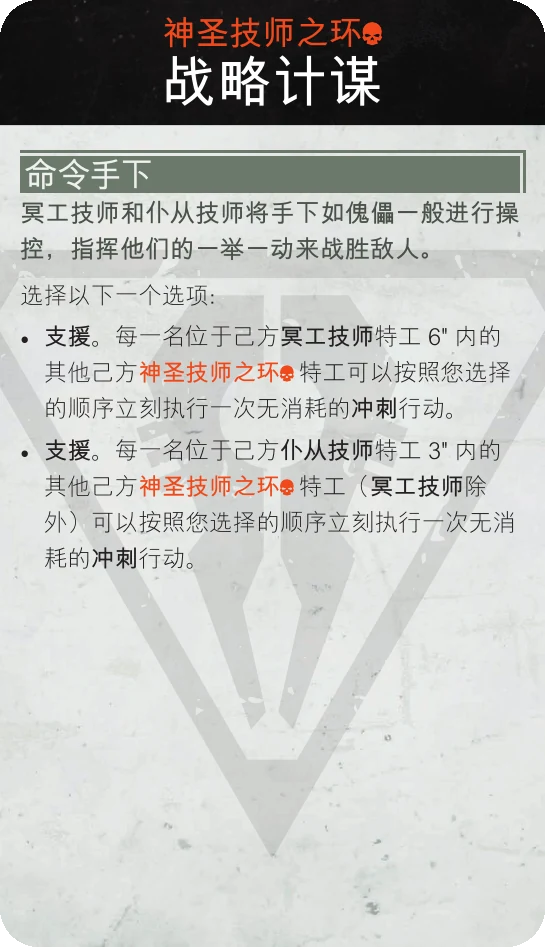 神圣技师之环
战略计谋
命令手下
冥工技师和仆从技师将手下如傀儡一般进行操
控，指挥他们的一举一动来战胜敌人。
选择以下一个选项:
• 支援。每一名位于己方冥工技师特工 6" 内的
其他己方神圣技师之环 特工可以按照您选择
的顺序立刻执行一次无消耗的冲刺行动。
• 支援。每一名位于己方仆从技师特工 3" 内的
其他己方神圣技师之环 特工（冥工技师除
外）可以按照您选择的顺序立刻执行一次无消
耗的冲刺行动。